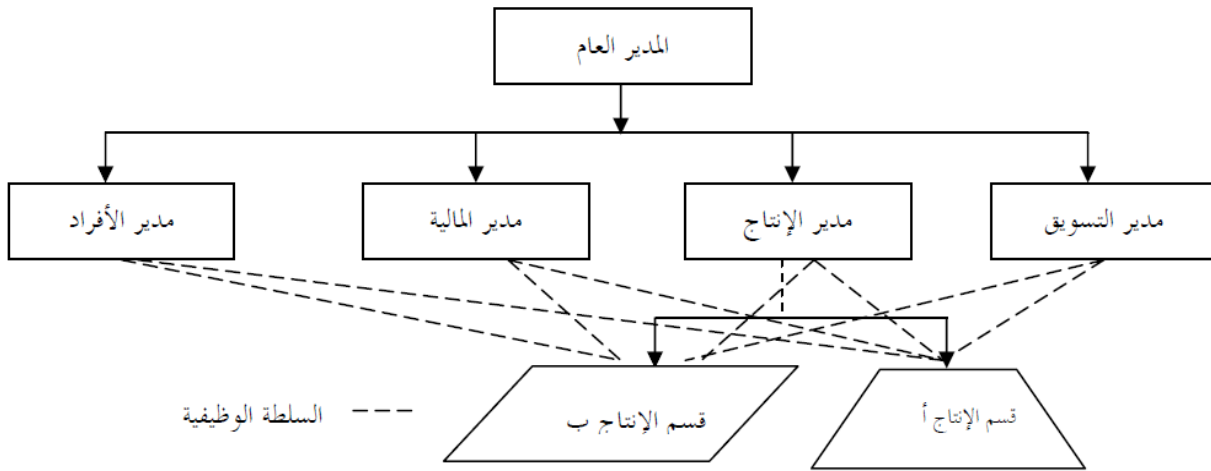 المدير العام
مدير التسويق
مدير الإنتاج
مدير المالية
مدير الأفراد
قسم الإنتاج أ
قسم الإنتاج ب
السلطة الوظيفية